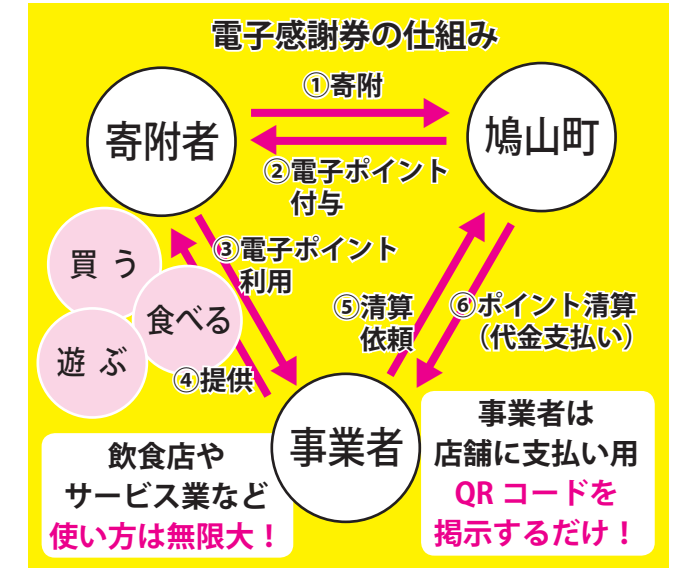 電子感謝券の仕組み
①寄附
寄附者
鳩山町
②電子ポイント
付与
③電子ポイント
利用
買う
食べる
遊ぶ
④提供
⑤清算
依頼
⑥ポイント清算
（代金支払い）
事業者
飲食店や
サービス業など
使い方は無限大！
事業者は
店舗に支払い用
QRコードを
掲示するだけ！